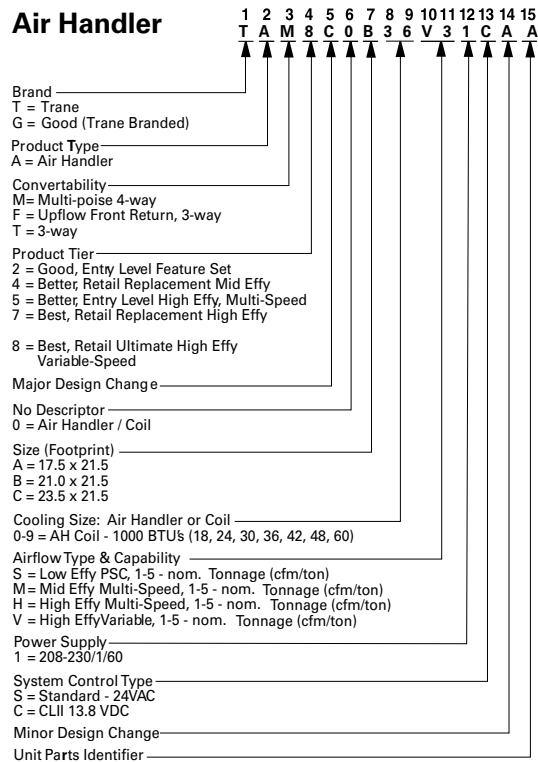 Air Handler
1 2 3 4 5 6 7 8 9 10 11 12 13 14 15
T A M 8 C 0 B 3 6 V 3 1 C A A
Brand
T = Trane
G = Good (Trane Branded)
Product Type
A = Air Handler
Convertability
M= Multi-poise 4-way
F = Upflow Front Return, 3-way
T = 3-way
Product Tier
2 = Good, Entry Level Feature Set
4 = Better, Retail Replacement Mid Effy
5 = Better, Entry Level High Effy, Multi-Speed
7 = Best, Retail Replacement High Effy
8 = Best, Retail Ultimate High Effy
Variable-Speed
Major Design Change
No Descriptor
0 = Air Handler / Coil
Size (Footprint)
A = 17.5 x 21.5
B = 21.0 x 21.5
C = 23.5 x 21.5
Cooling Size: Air Handler or Coil
0-9 = AH Coil - 1000 BTU's (18, 24, 30, 36, 42, 48, 60)
Airflow Type & Capability
S = Low Effy PSC, 1-5 - nom. Tonnage (cfm/ton)
M = Mid Effy Multi-Speed, 1-5 - nom. Tonnage (cfm/ton)
H = High Effy Multi-Speed, 1-5 - nom. Tonnage (cfm/ton)
V = High EffyVariable, 1-5 - nom. Tonnage (cfm/ton)
Power Supply
1 = 208-230/1/60
System Control Type
S = Standard - 24VAC
C = CLII 13.8 VDC
Minor Design Change
Unit Parts Identifier